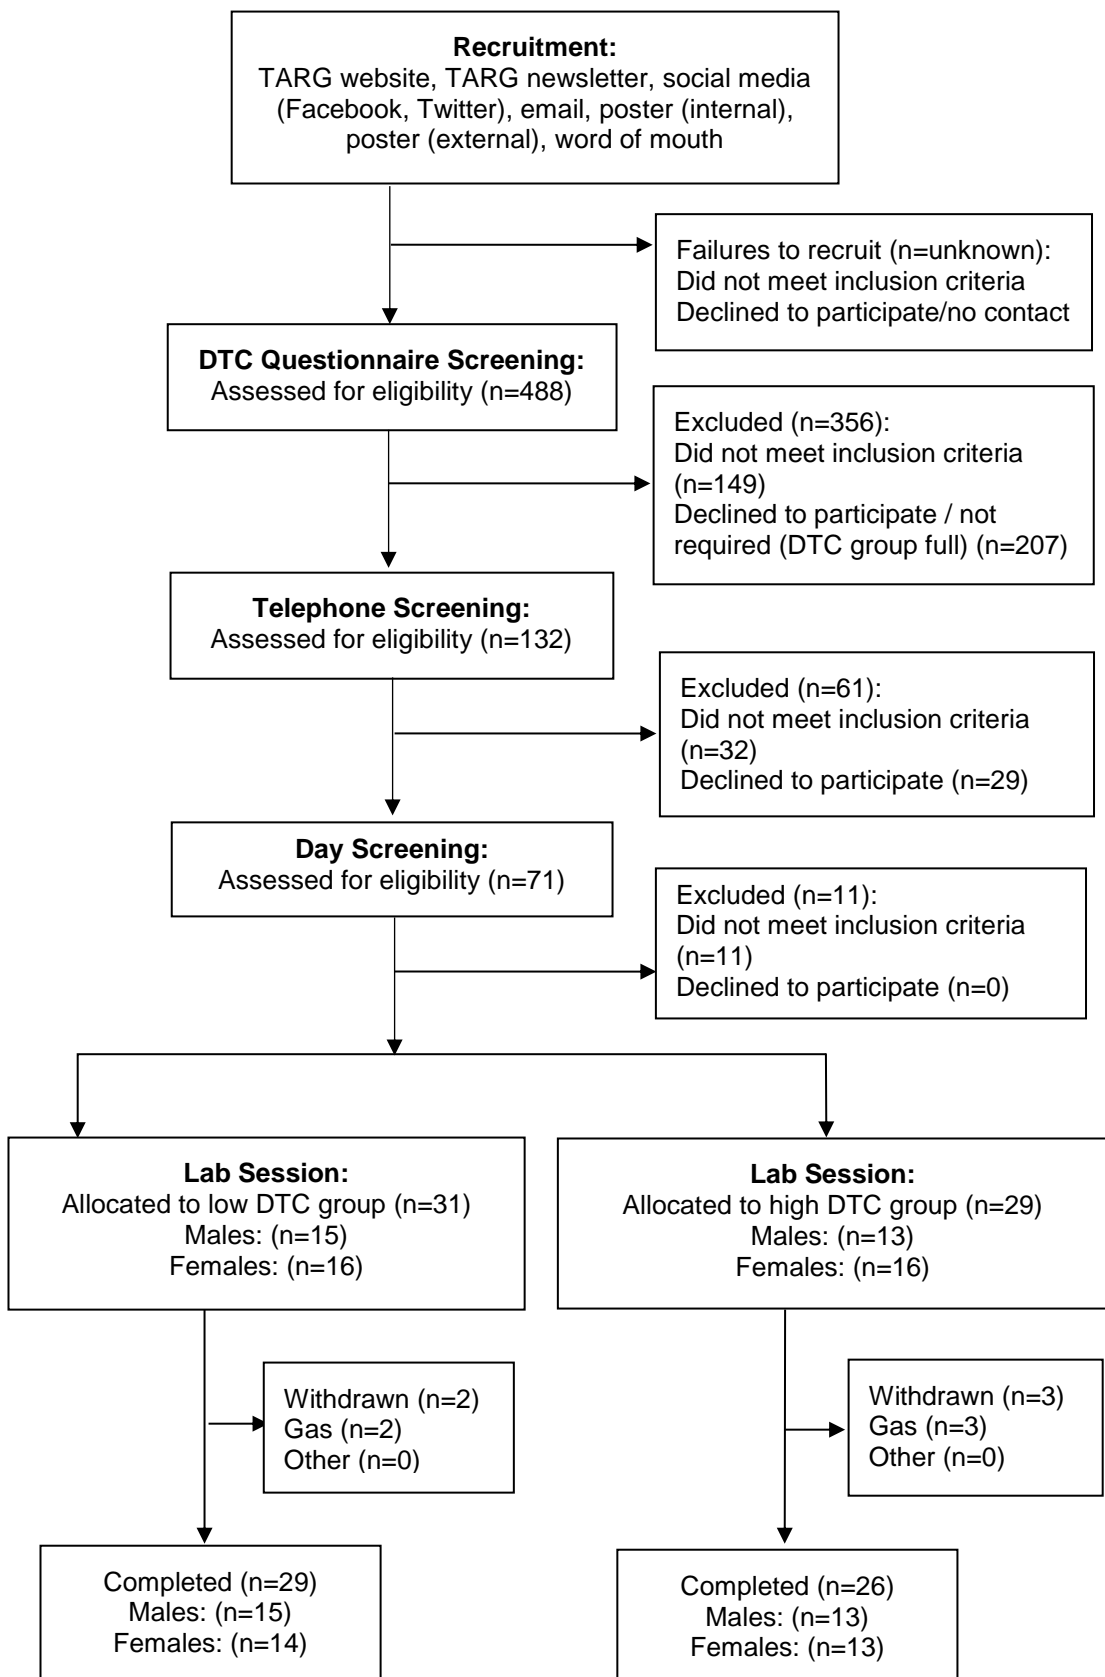 Recruitment:
TARG website, TARG newsletter, social media
(Facebook, Twitter), email, poster (internal),
poster (external), word of mouth
Failures to recruit (n=unknown):
Did not meet inclusion criteria
Declined to participate/no contact
DTC Questionnaire Screening:
Assessed for eligibility (n=488)
Excluded (n=356):
Did not meet inclusion criteria
(n=149)
Declined to participate / not
required (DTC group full) (n=207)
Telephone Screening:
Assessed for eligibility (n=132)
Excluded (n=61):
Did not meet inclusion criteria
(n=32)
Declined to participate (n=29)
Day Screening:
Assessed for eligibility (n=71)
Excluded (n=11):
Did not meet inclusion criteria
(n=11)
Declined to participate (n=0)
Lab Session:
Allocated to low DTC group (n=31)
Males: (n=15)
Females: (n=16)
Lab Session:
Allocated to high DTC group (n=29)
Males: (n=13)
Females: (n=16)
Withdrawn (n=2)
Gas (n=2)
Other (n=0)
Withdrawn (n=3)
Gas (n=3)
Other (n=0)
Completed (n=29)
Males: (n=15)
Females: (n=14)
Completed (n=26)
Males: (n=13)
Females: (n=13)